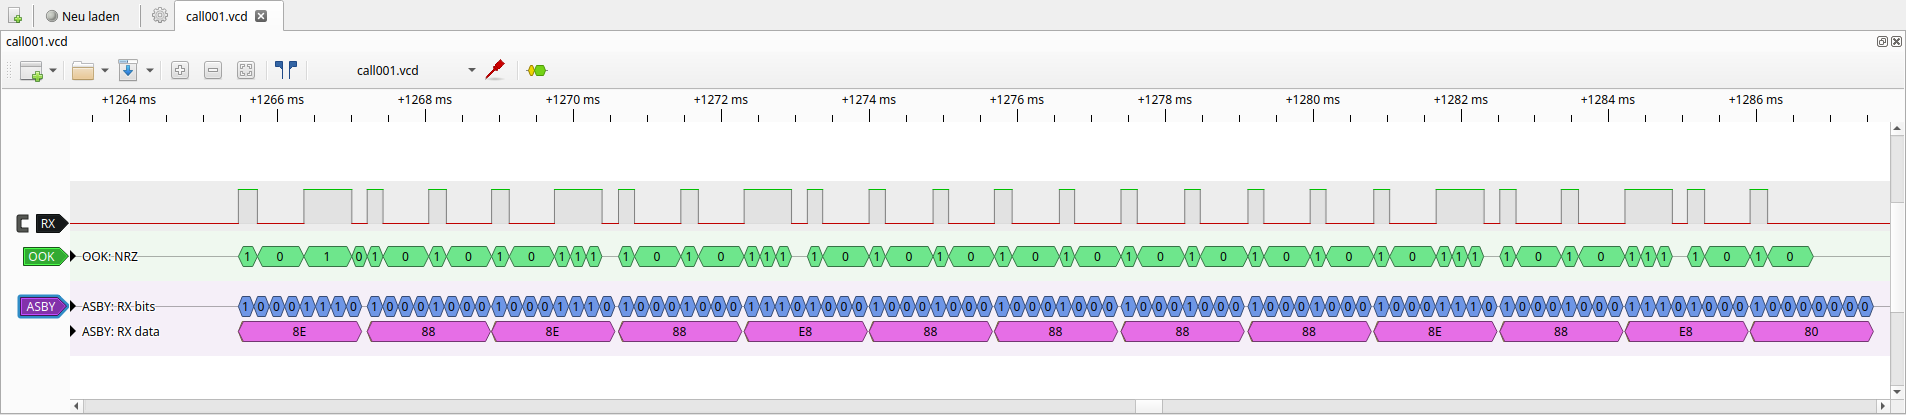 Neu laden call001.vcd
call001.vcd
call001.vcd
+1264 ms +1266 ms +1268 ms +1270 ms +1272 ms +1274 ms +1276 ms +1278 ms +1280 ms +1282 ms +1284 ms +1286 ms
RX
OOK OOK: NRZ 1 0 1 0 1 0 1 0 1 0 1 1 1 1 0 1 0 1 1 1 1 0 1 0 1 0 1 0 1 0 1 0 1 0 1 0 1 0 1 0 1 1 1 1 0 1 0 1 1 1 1 0 1 0
ASBY ASBY: RX bits 1 0 0 0 1 1 1 0 1 0 0 0 1 0 0 0 1 0 0 0 1 1 1 0 1 0 0 0 1 0 0 0 1 1 1 0 1 0 0 0 1 0 0 0 1 0 0 0 1 0 0 0 1 0 0 0 1 0 0 0 1 0 0 0 1 0 0 0 1 0 0 0 1 0 0 0 1 1 1 0 1 0 0 0 1 0 0 0 1 1 1 0 1 0 0 0 1 0 0 0 0 0 0 0
ASBY: RX data 8E 88 8E 88 E8 88 88 88 88 8E 88 E8 80